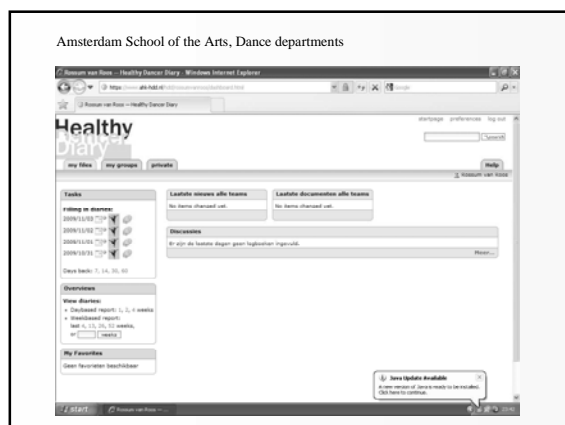 Amsterdam School of the Arts, Dance departments
Rossum van Roos -- Healthy Dancer Diary - Windows Internet Explorer
Google
Rossum van Roos -- Healthy Dancer Diary
startpage preferences log out
Healthy
Dancer
Diary
Search
my files my groups private Help
Rossum van Roos
Tasks
Filling in diaries:
2009/11/03
2009/11/02
2009/11/01
2009/10/31
Days back: 7, 14, 30, 60
Overviews
View diaries:
Daybased report: 1, 2, 4 weeks
Weekbased report:
last 4, 13, 26, 52 weeks,
or weeks
My Favorites
Geen favorieten beschikbaar
Laatste nieuws alle teams
No items changed yet.
Laatste documenten alle teams
No items changed yet.
Discussies
Er zijn de laatste dagen geen logboeken ingevuld.
Meer...
Java Update Available
A new version of Java is ready to be installed.
Click here to continue.
start Rossum van Roos -- ...